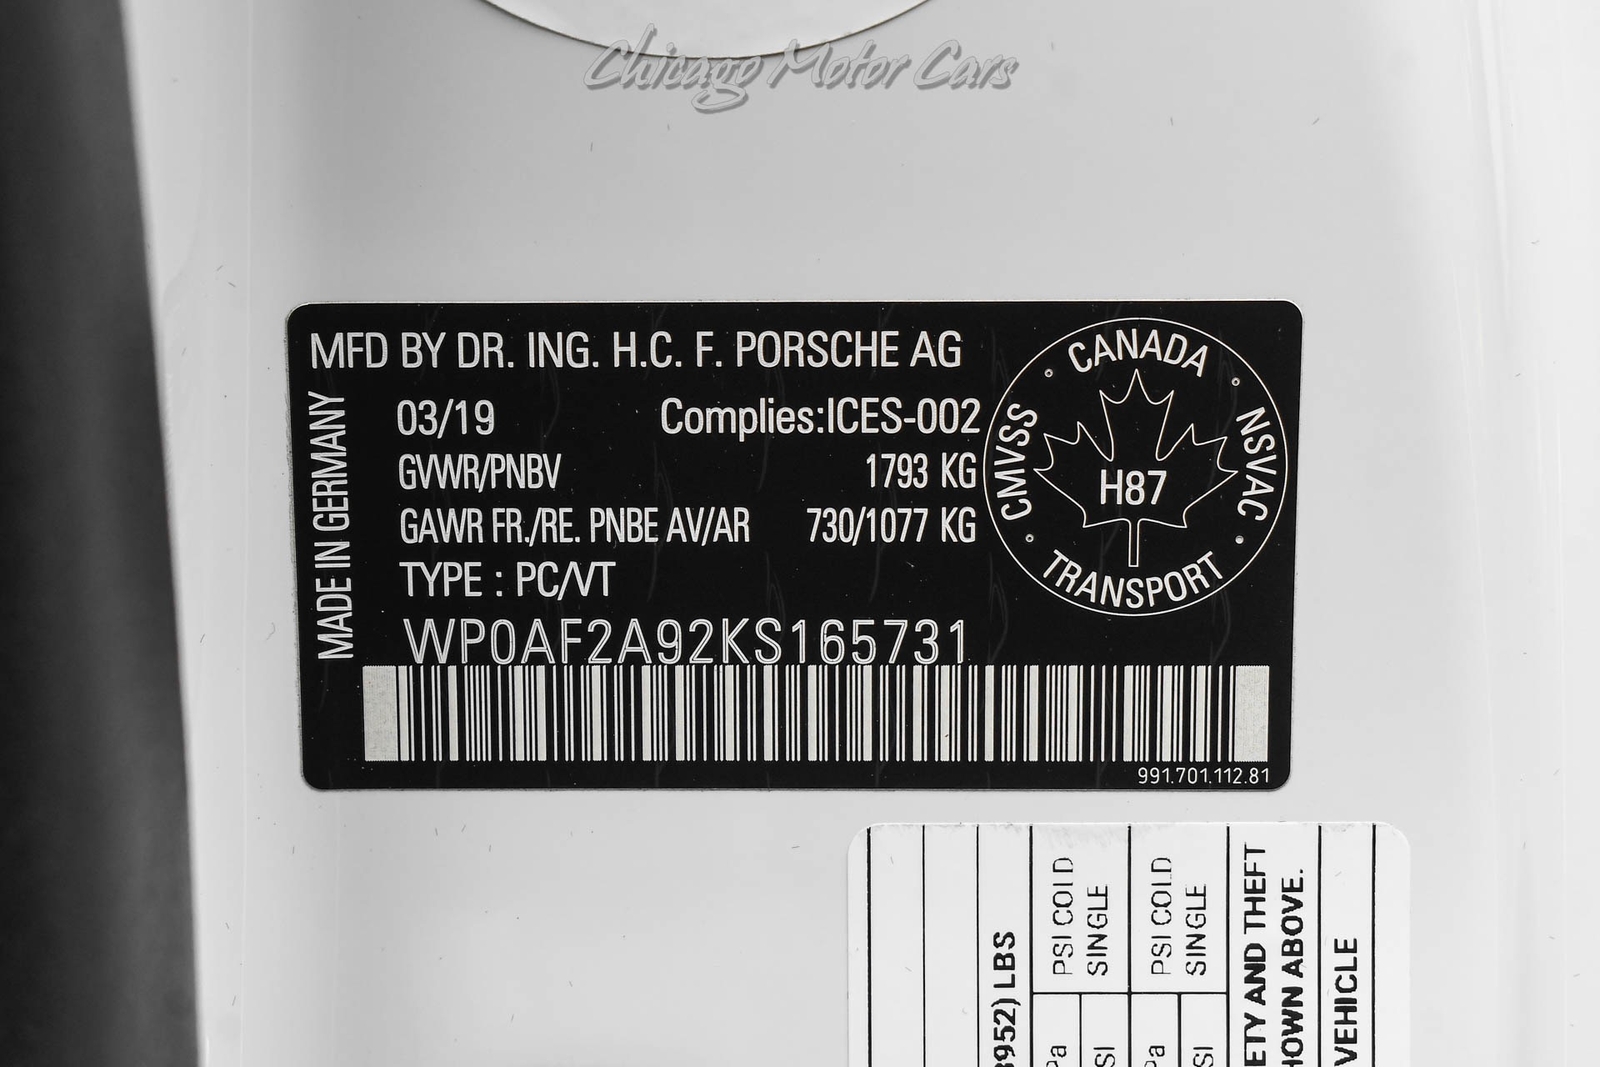 Chicago Motor Cars
MFD BY DR. ING. H.C. F. PORSCHE AG
MADE IN GERMANY
03/19 Complies:ICES-002
GVWR/PNBV 1793 KG
GAWR FR./RE. PNBE AV/AR 730/1077 KG
TYPE : PC/VT
WP0AF2A92KS165731
991.701.112.81
CANADA
CMVSS
NSVAC
H87
TRANSPORT
3952) LBS
PSI COLD
SINGLE
PSI COLD
SINGLE
ETY AND THEFT
HOWN ABOVE.
VEHICLE